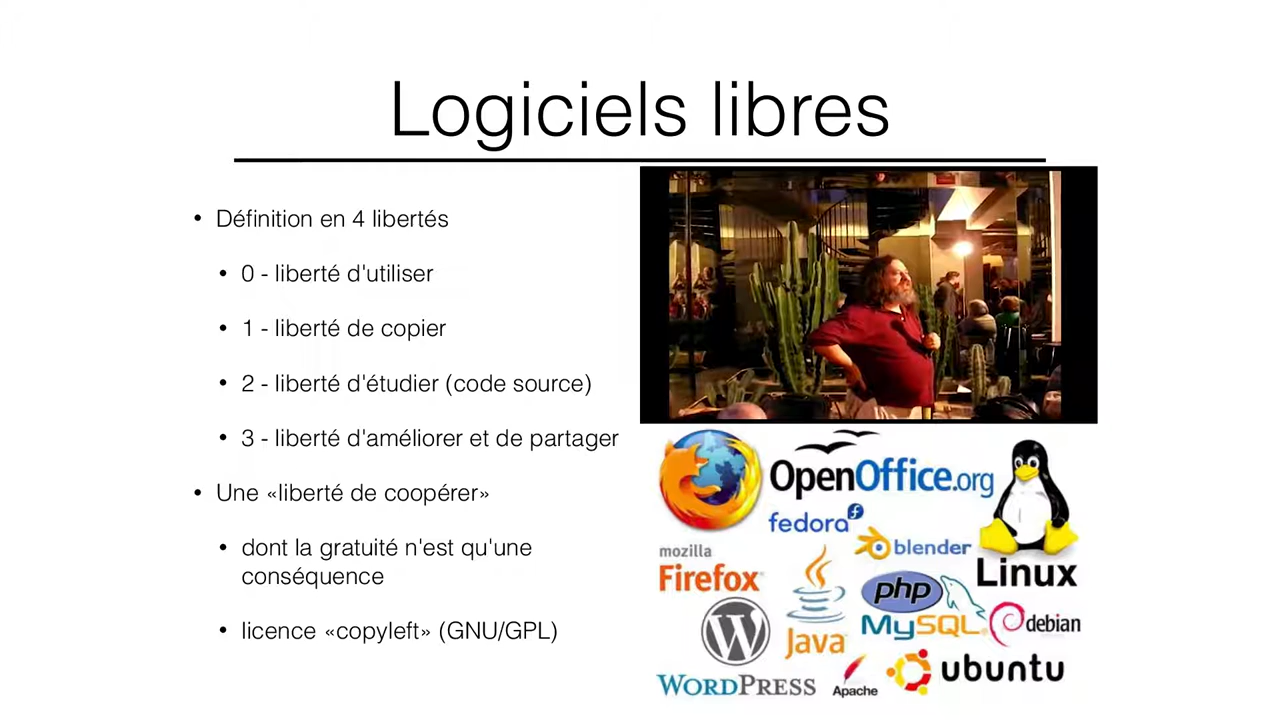 Logiciels libres
• Définition en 4 libertés
• 0 - liberté d'utiliser
• 1 - liberté de copier
• 2 - liberté d'étudier (code source)
• 3 - liberté d'améliorer et de partager
• Une «liberté de coopérer»
• dont la gratuité n'est qu'une
conséquence
• licence «copyleft» (GNU/GPL)
OpenOffice.org
fedora
blender
mozilla
Firefox
Linux
php
Java
MySQL
debian
ubuntu
WORDPRESS
Apache